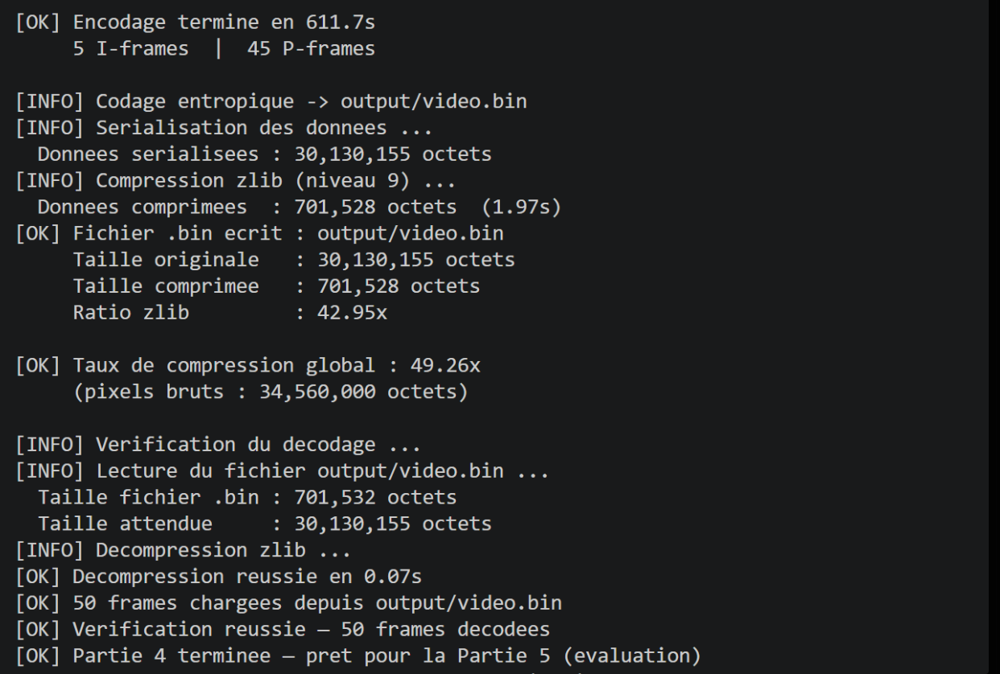 [OK] Encodage termine en 611.7s
5 I-frames | 45 P-frames
[INFO] Codage entropique -> output/video.bin
[INFO] Serialisation des donnees ...
Donnees serialisees : 30,130,155 octets
[INFO] Compression zlib (niveau 9) ...
Donnees comprimees : 701,528 octets (1.97s)
[OK] Fichier .bin ecrit : output/video.bin
Taille originale : 30,130,155 octets
Taille comprimee : 701,528 octets
Ratio zlib : 42.95x
[OK] Taux de compression global : 49.26x
(pixels bruts : 34,560,000 octets)
[INFO] Verification du decodage ...
[INFO] Lecture du fichier output/video.bin ...
Taille fichier .bin : 701,532 octets
Taille attendue : 30,130,155 octets
[INFO] Decompression zlib ...
[OK] Decompression reussie en 0.07s
[OK] 50 frames chargees depuis output/video.bin
[OK] Verification reussie — 50 frames decodees
[OK] Partie 4 terminee — pret pour la Partie 5 (evaluation)